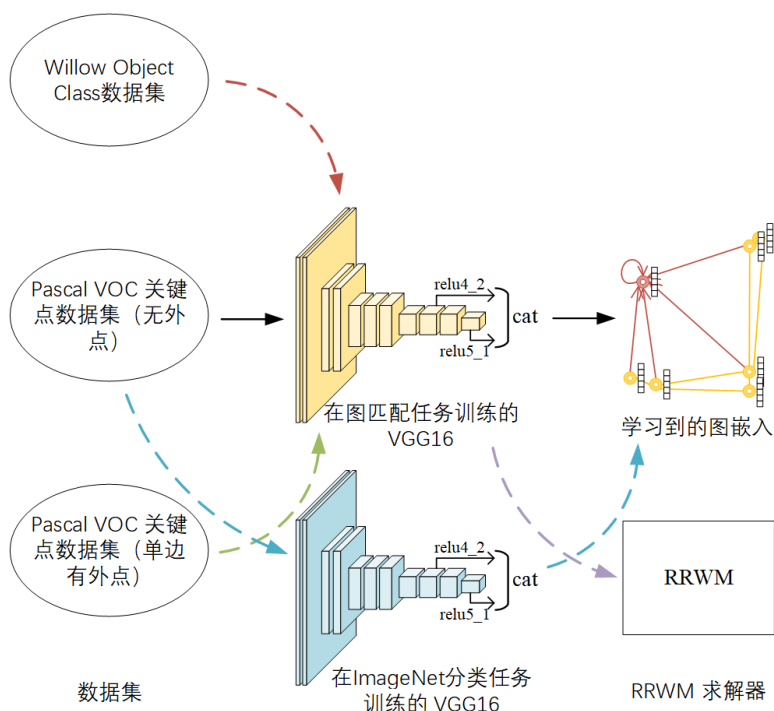 Willow Object
Class数据集
Pascal VOC 关键
点数据集（无外
点）
relu4_2
cat
relu5_1
在图匹配任务训练的
VGG16
学习到的图嵌入
Pascal VOC 关键
点数据集（单边
有外点）
relu4_2
cat
relu5_1
RRWM
数据集
在ImageNet分类任务
训练的 VGG16
RRWM 求解器